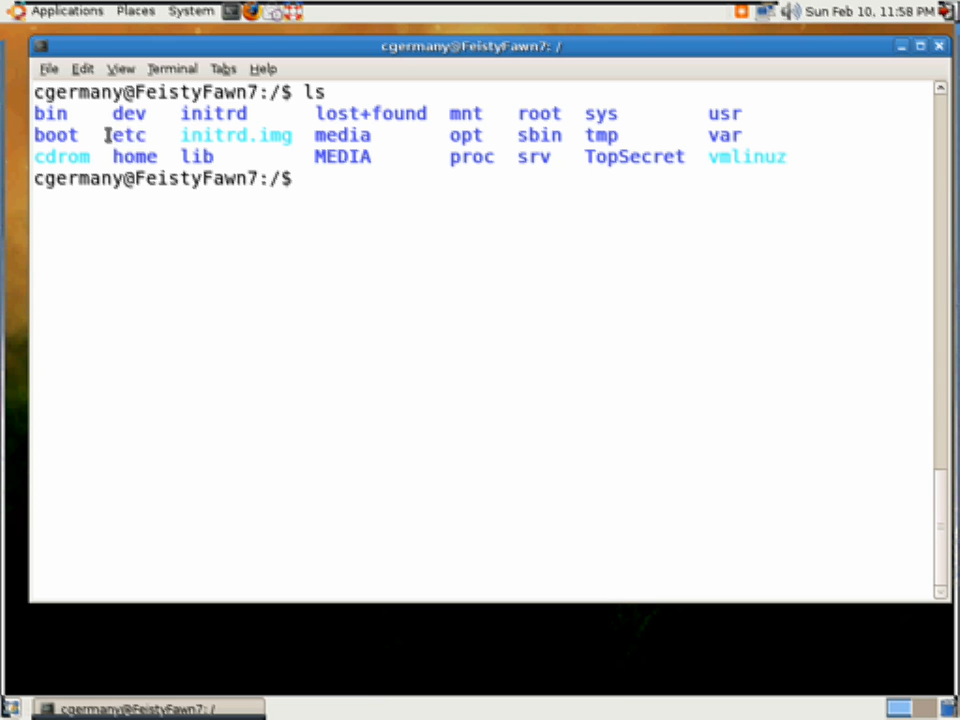 Applications Places System Sun Feb 10, 11:58 PM
cgermany@FeistyFawn7: /
File Edit View Terminal Tabs Help
cgermany@FeistyFawn7:/$ ls
bin dev initrd lost+found mnt root sys usr
boot etc initrd.img media opt sbin tmp var
cdrom home lib MEDIA proc srv TopSecret vmlinuz
cgermany@FeistyFawn7:/$
cgermany@FeistyFawn7: /